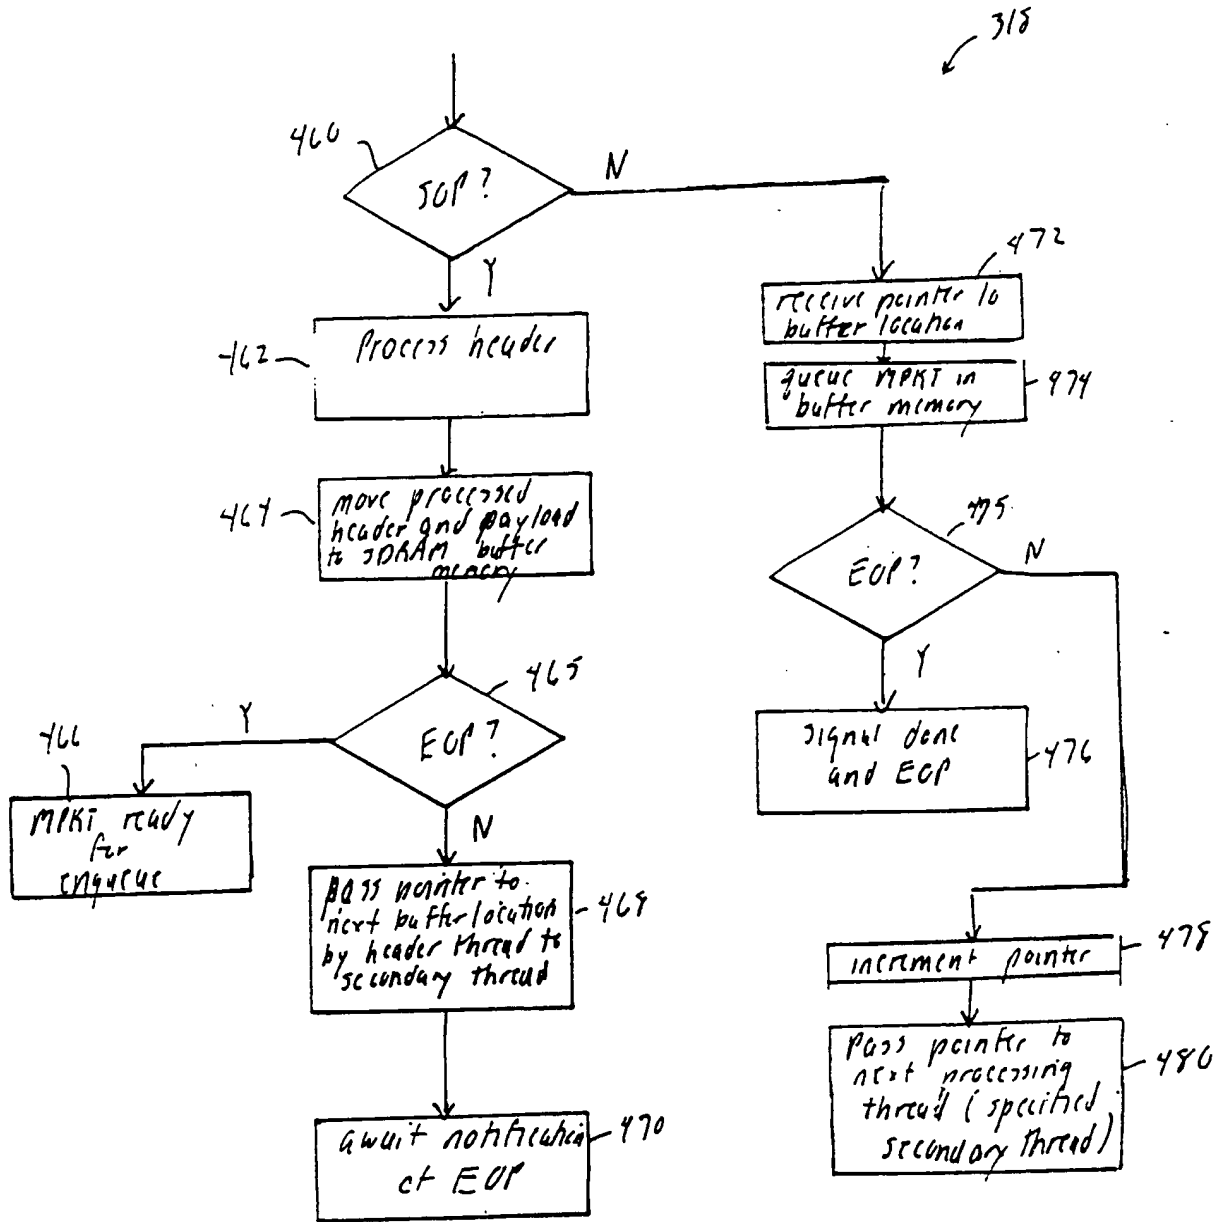 318
460
SOP?
N
Y
462
Process header
472
receive pointer to
buffer location
queue MPKT in
buffer memory
474
464
move processed
header and payload
to SDRAM buffer
memory
475
EOP?
N
Y
465
EOP?
Y
N
466
MPKT ready
for
enqueue
signal done
and EOP
476
pass pointer to
next buffer location
by header thread to
secondary thread
468
478
increment pointer
Pass pointer to
next processing
thread (specified
secondary thread)
480
await notification
of EOP
470